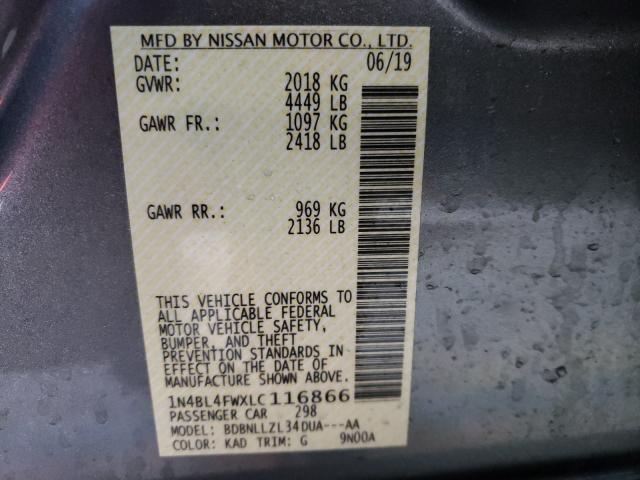 MFD BY NISSAN MOTOR CO., LTD.
DATE: 06/19
GVWR: 2018 KG
4449 LB
GAWR FR.: 1097 KG
2418 LB
GAWR RR.: 969 KG
2136 LB
THIS VEHICLE CONFORMS TO
ALL APPLICABLE FEDERAL
MOTOR VEHICLE SAFETY,
BUMPER, AND THEFT
PREVENTION STANDARDS IN
EFFECT ON THE DATE OF
MANUFACTURE SHOWN ABOVE.
1N4BL4FWXLC116866
PASSENGER CAR 298
MODEL: BDBNLLZL34DUA---AA
COLOR: KAD TRIM: G 9N00A